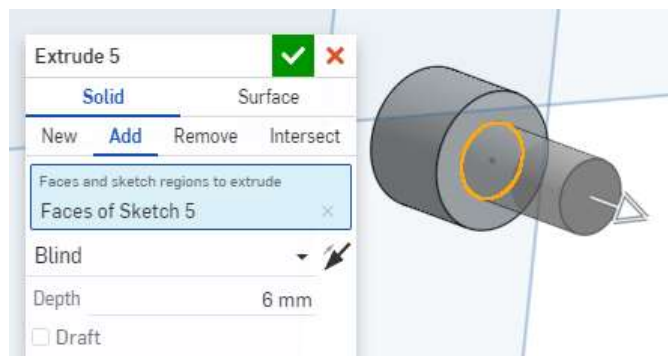 Extrude 5
Solid Surface
New Add Remove Intersect
Faces and sketch regions to extrude
Faces of Sketch 5
Blind
Depth 6 mm
Draft